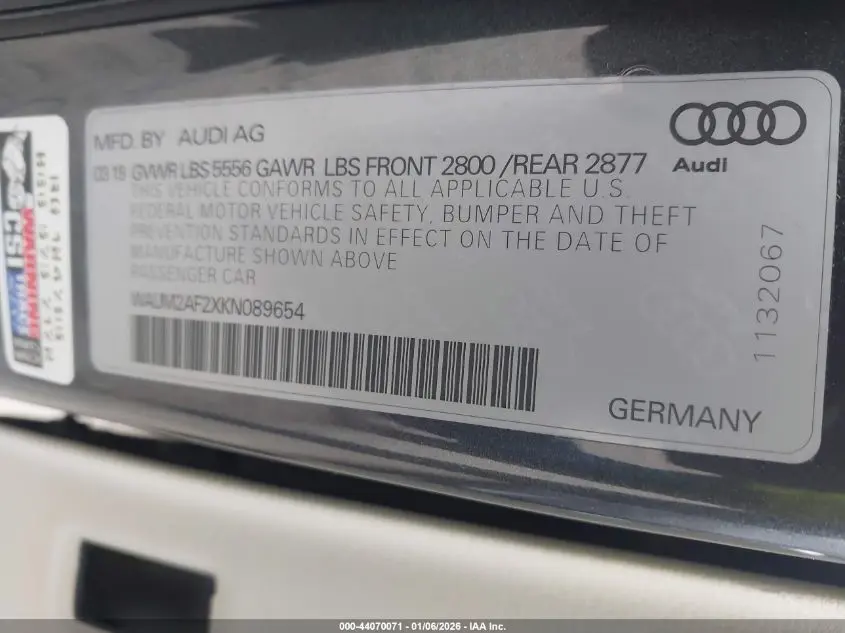 MFD. BY AUDI AG
03.19 GVWR LBS 5556 GAWR LBS FRONT 2800 /REAR 2877
THIS VEHICLE CONFORMS TO ALL APPLICABLE U.S.
FEDERAL MOTOR VEHICLE SAFETY, BUMPER AND THEFT
PREVENTION STANDARDS IN EFFECT ON THE DATE OF
MANUFACTURE SHOWN ABOVE
PASSENGER CAR
WAUM2AF2XKN089654
Audi
1132067
GERMANY
WARNING
000-44070071 - 01/06/2026 - IAA Inc.